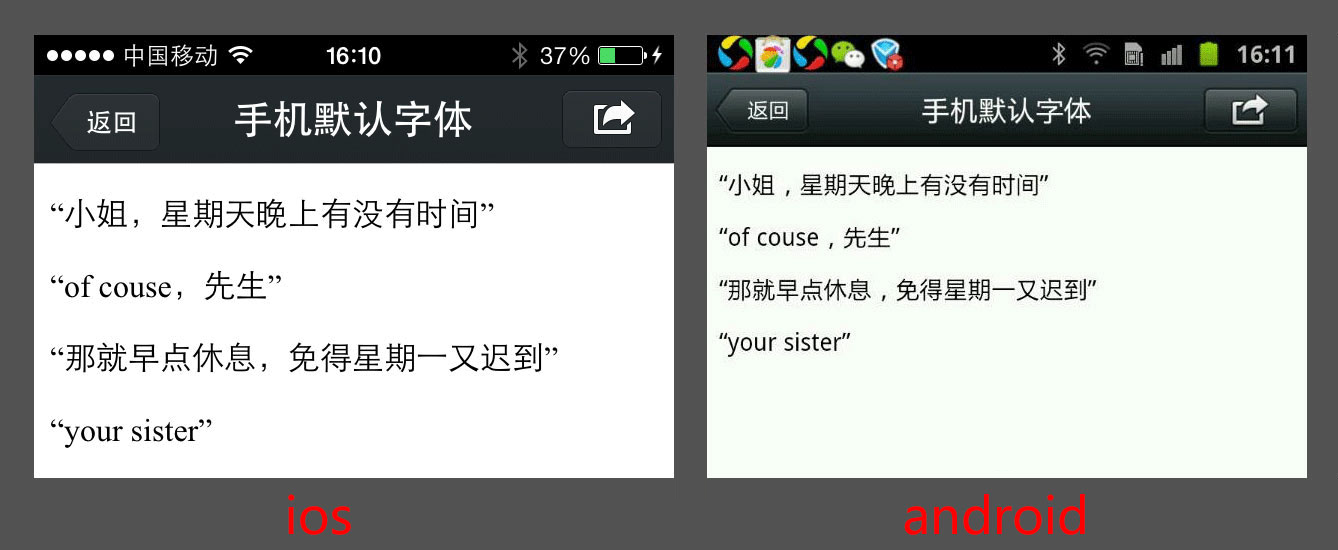 中国移动 16:10 37%
返回 手机默认字体
“小姐，星期天晚上有没有时间”
“of couse，先生”
“那就早点休息，免得星期一又迟到”
“your sister”
ios
16:11
返回 手机默认字体
“小姐，星期天晚上有没有时间”
“of couse，先生”
“那就早点休息，免得星期一又迟到”
“your sister”
android